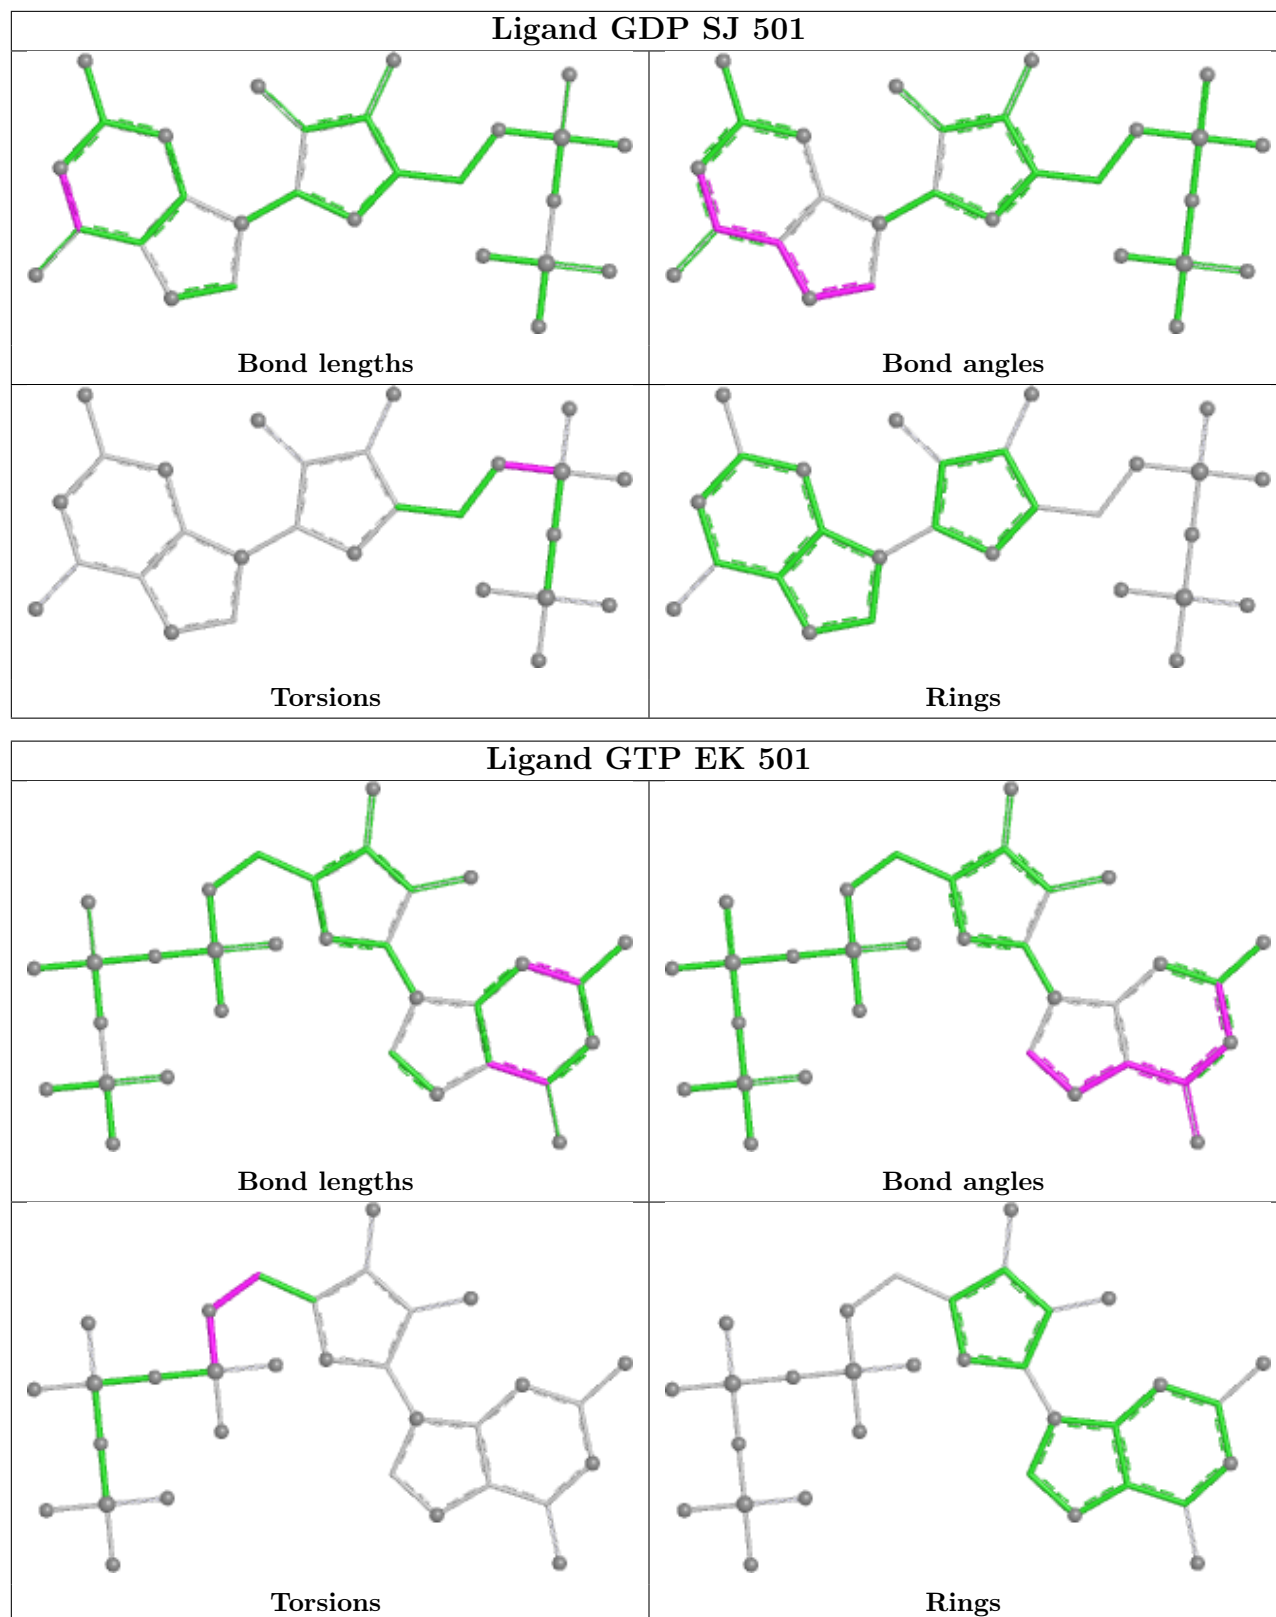 Ligand GDP SJ 501
Bond lengths
Bond angles
Torsions
Rings
Ligand GTP EK 501
Bond lengths
Bond angles
Torsions
Rings